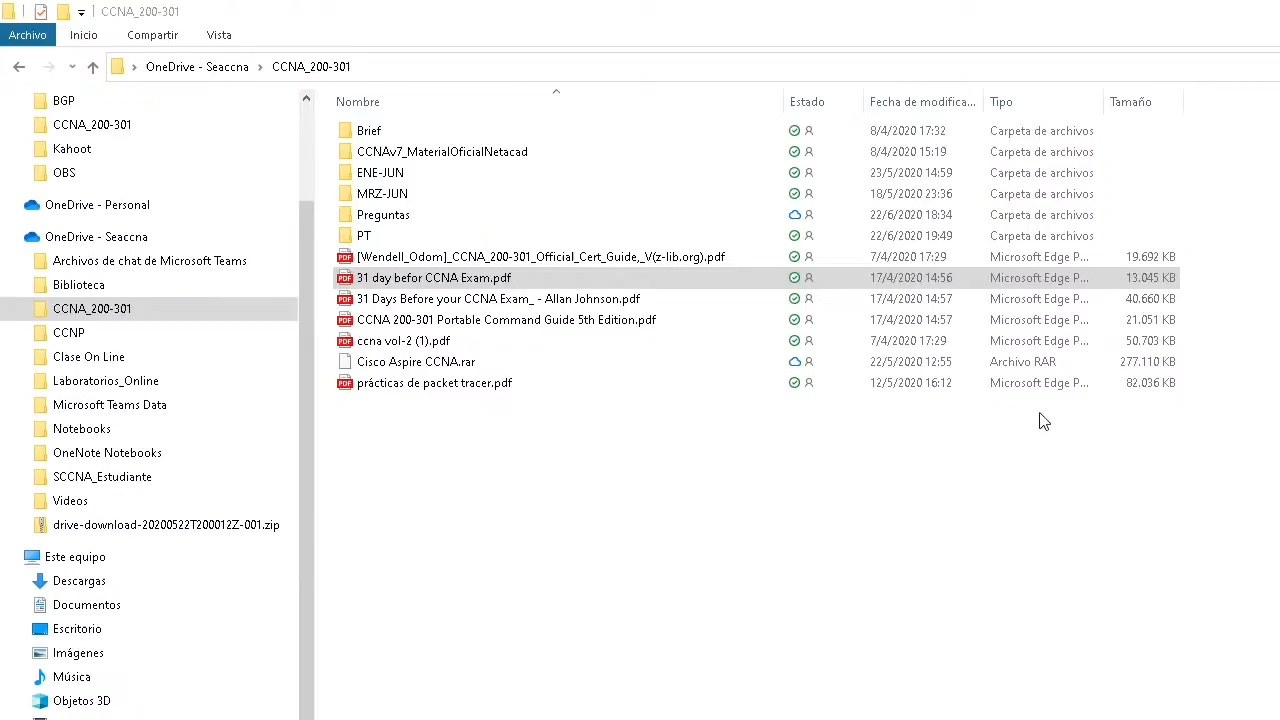 CCNA_200-301
Archivo Inicio Compartir Vista
OneDrive - Seaccna CCNA_200-301
BGP
CCNA_200-301
Kahoot
OBS
OneDrive - Personal
OneDrive - Seaccna
Archivos de chat de Microsoft Teams
Biblioteca
CCNA_200-301
CCNP
Clase On Line
Laboratorios_Online
Microsoft Teams Data
Notebooks
OneNote Notebooks
SCCNA_Estudiante
Videos
drive-download-20200522T200012Z-001.zip
Este equipo
Descargas
Documentos
Escritorio
Imágenes
Música
Objetos 3D
Nombre Estado Fecha de modifica... Tipo Tamaño
Brief 8/4/2020 17:32 Carpeta de archivos
CCNAv7_MaterialOficialNetacad 8/4/2020 15:19 Carpeta de archivos
ENE-JUN 23/5/2020 14:59 Carpeta de archivos
MRZ-JUN 18/5/2020 23:36 Carpeta de archivos
Preguntas 22/6/2020 18:34 Carpeta de archivos
PT 22/6/2020 19:49 Carpeta de archivos
PDF [Wendell_Odom]_CCNA_200-301_Official_Cert_Guide,_V(z-lib.org).pdf 7/4/2020 17:29 Microsoft Edge P... 19.692 KB
PDF 31 day befor CCNA Exam.pdf 17/4/2020 14:56 Microsoft Edge P... 13.045 KB
PDF 31 Days Before your CCNA Exam_ - Allan Johnson.pdf 17/4/2020 14:57 Microsoft Edge P... 40.660 KB
PDF CCNA 200-301 Portable Command Guide 5th Edition.pdf 17/4/2020 14:57 Microsoft Edge P... 21.051 KB
PDF ccna vol-2 (1).pdf 7/4/2020 17:29 Microsoft Edge P... 50.703 KB
Cisco Aspire CCNA.rar 22/5/2020 12:55 Archivo RAR 277.110 KB
PDF prácticas de packet tracer.pdf 12/5/2020 16:12 Microsoft Edge P... 82.036 KB